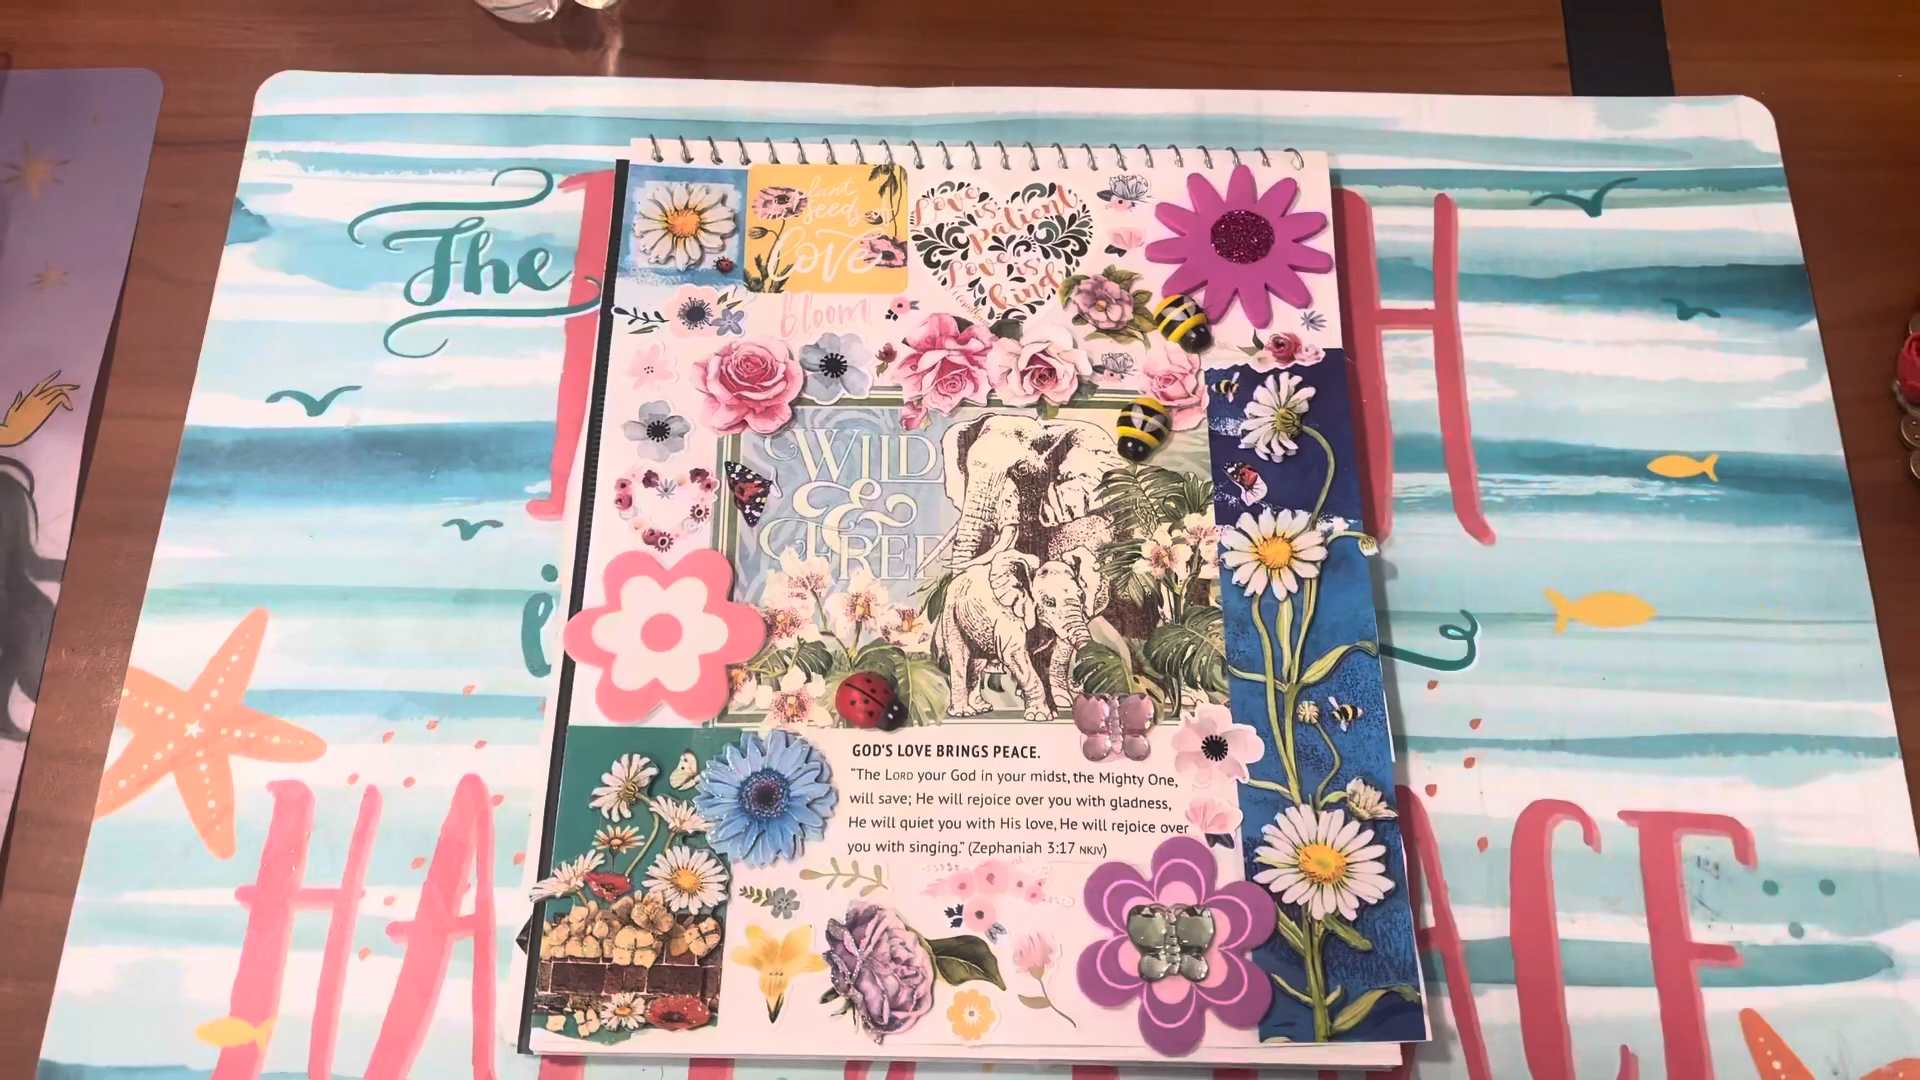 The
H
plant
seeds
of
love
Love
is
patient
Love is
kind
bloom
WILD
&
FREE
GOD'S LOVE BRINGS PEACE.
"The LORD your God in your midst, the Mighty One,
will save; He will rejoice over you with gladness,
He will quiet you with His love, He will rejoice over
you with singing." (Zephaniah 3:17 NKJV)
HA ACE